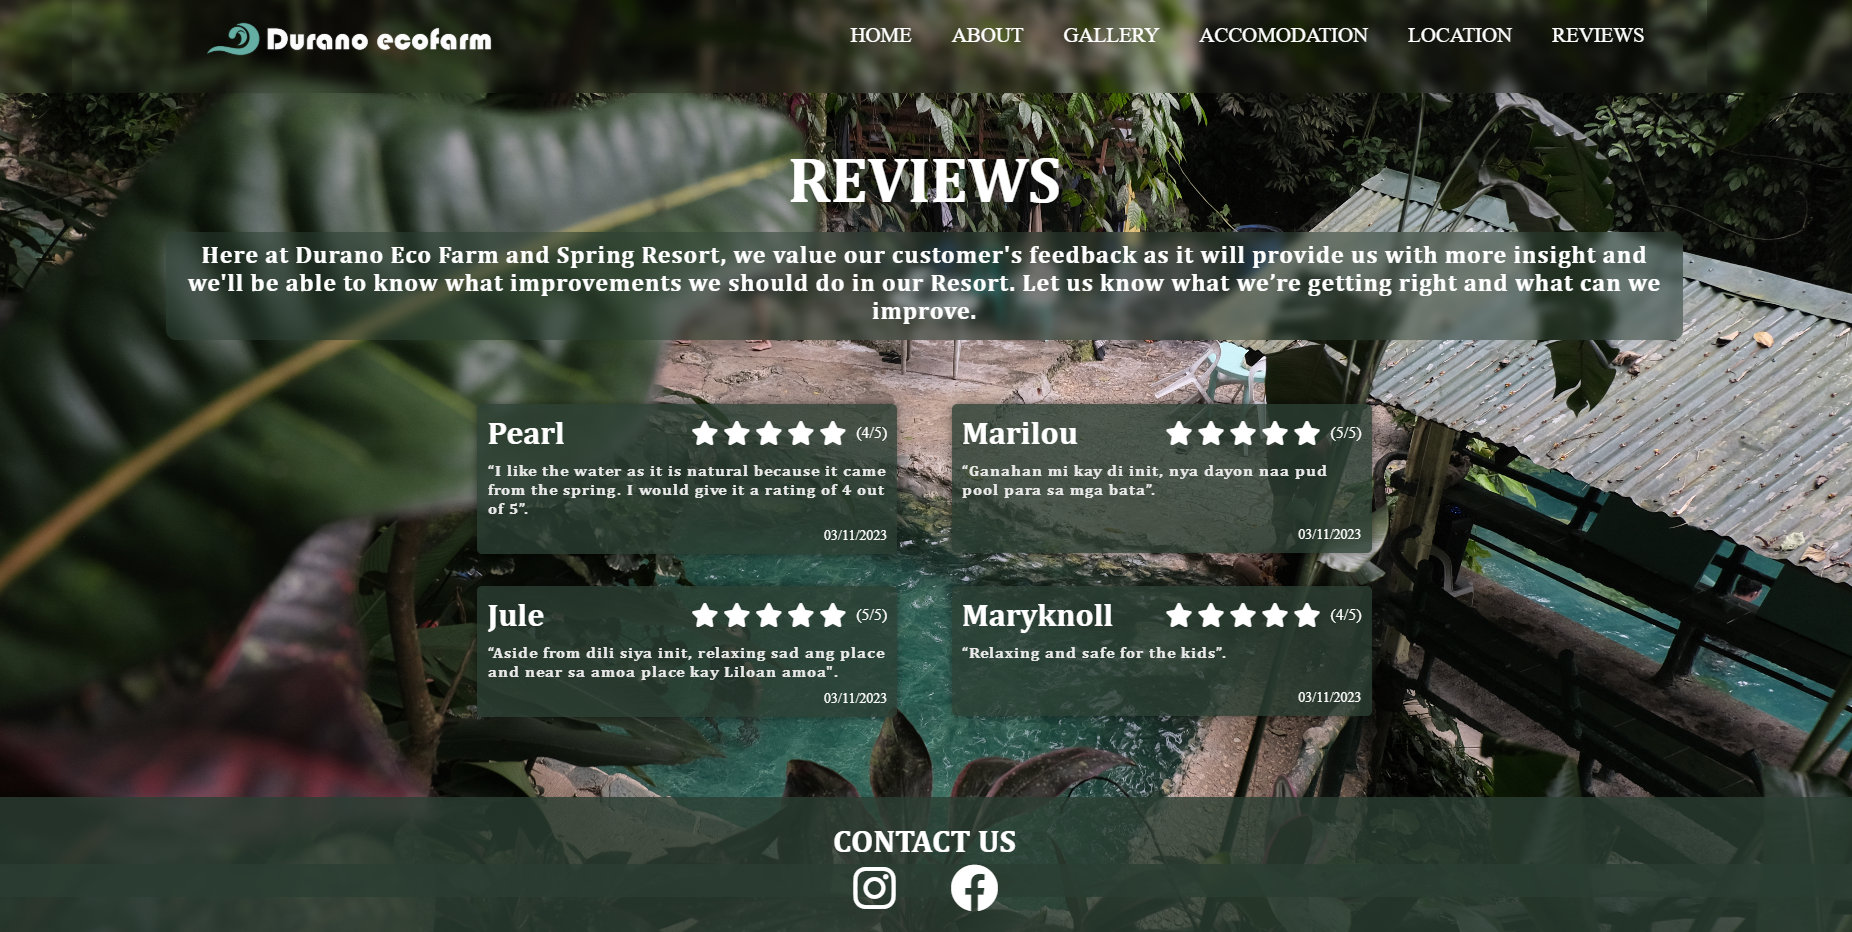 Durano ecofarm
HOME ABOUT GALLERY ACCOMODATION LOCATION REVIEWS
REVIEWS
Here at Durano Eco Farm and Spring Resort, we value our customer's feedback as it will provide us with more insight and
we'll be able to know what improvements we should do in our Resort. Let us know what we’re getting right and what can we
improve.
Pearl (4/5)
“I like the water as it is natural because it came
from the spring. I would give it a rating of 4 out
of 5”.
03/11/2023
Marilou (5/5)
“Ganahan mi kay di init, nya dayon naa pud
pool para sa mga bata”.
03/11/2023
Jule (5/5)
“Aside from dili siya init, relaxing sad ang place
and near sa amoa place kay Liloan amoa".
03/11/2023
Maryknoll (4/5)
“Relaxing and safe for the kids”.
03/11/2023
CONTACT US